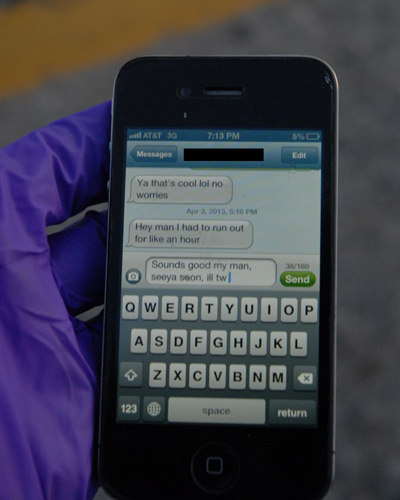 AT&T 3G 7:13 PM 5%
Messages Edit
Ya that's cool lol no
worries
Apr 3, 2013, 5:16 PM
Hey man I had to run out
for like an hour
Sounds good my man,
seeya soon, ill tw
38/160
Send
Q W E R T Y U I O P
A S D F G H J K L
Z X C V B N M
123 space return